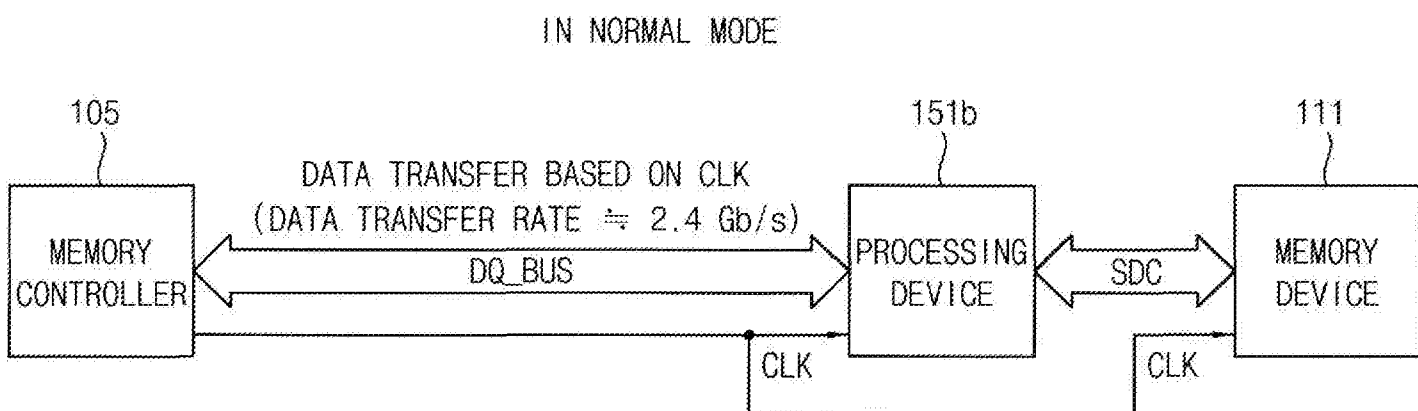 IN NORMAL MODE
105
151b
111
DATA TRANSFER BASED ON CLK
(DATA TRANSFER RATE ≒ 2.4 Gb/s)
MEMORY
CONTROLLER
DQ_BUS
PROCESSING
DEVICE
SDC
MEMORY
DEVICE
CLK
CLK